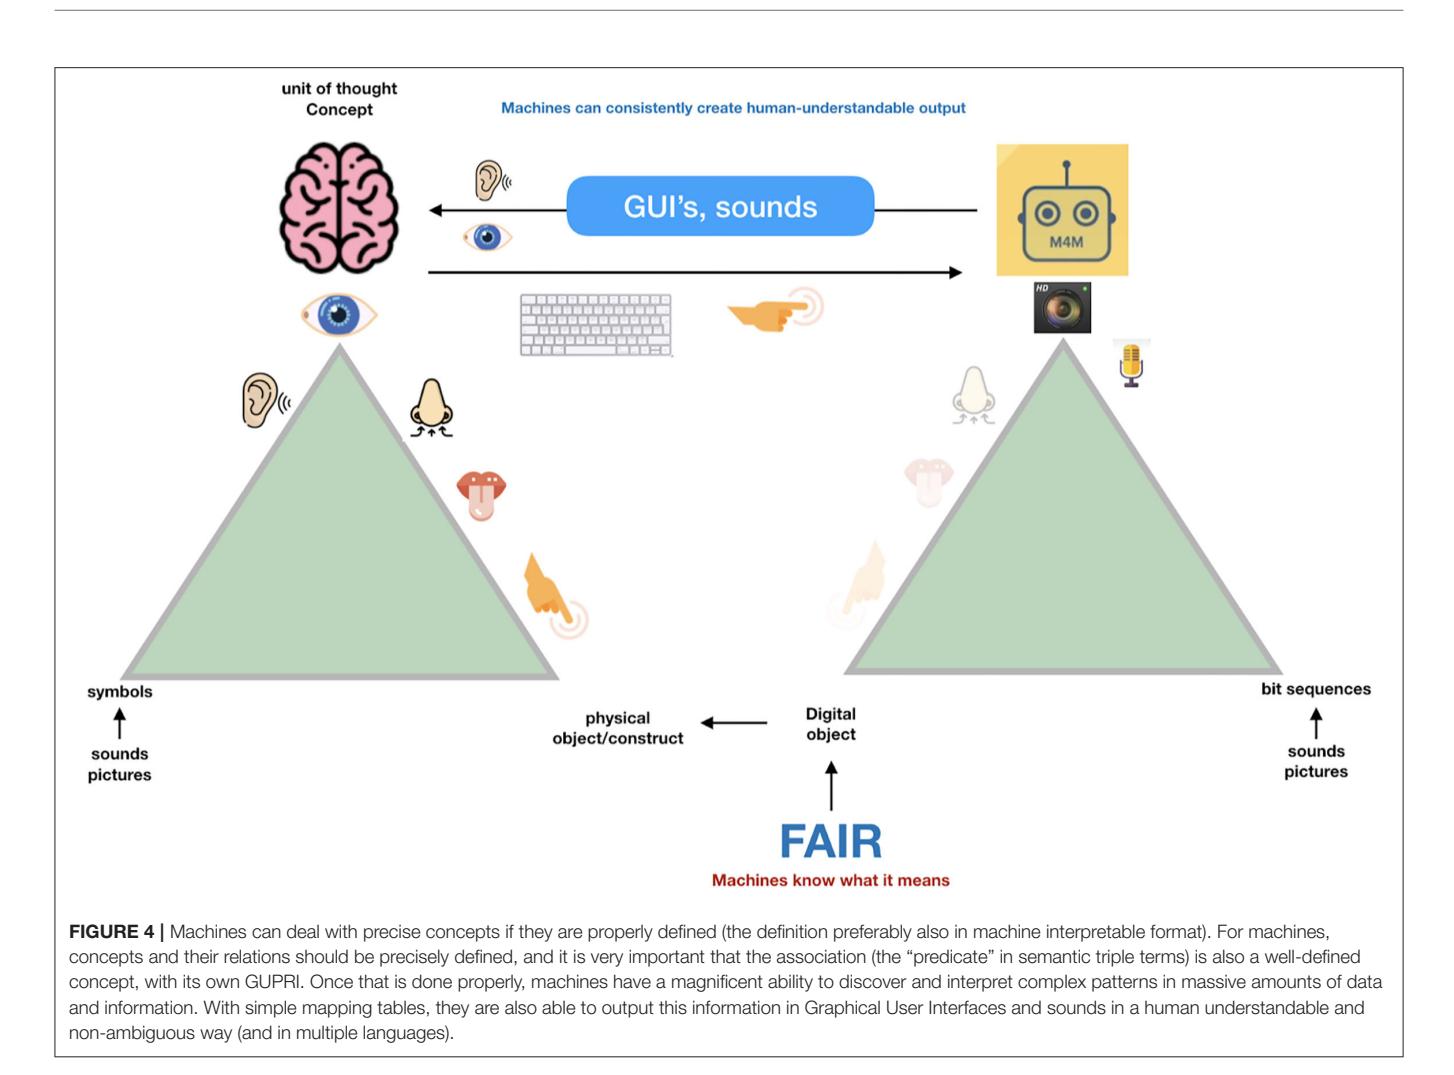 unit of thought
Concept
Machines can consistently create human-understandable output
GUI's, sounds
M4M
HD
symbols
sounds
pictures
physical
object/construct
Digital
object
bit sequences
sounds
pictures
FAIR
Machines know what it means
FIGURE 4 | Machines can deal with precise concepts if they are properly defined (the definition preferably also in machine interpretable format). For machines,
concepts and their relations should be precisely defined, and it is very important that the association (the “predicate” in semantic triple terms) is also a well-defined
concept, with its own GUPRI. Once that is done properly, machines have a magnificent ability to discover and interpret complex patterns in massive amounts of data
and information. With simple mapping tables, they are also able to output this information in Graphical User Interfaces and sounds in a human understandable and
non-ambiguous way (and in multiple languages).